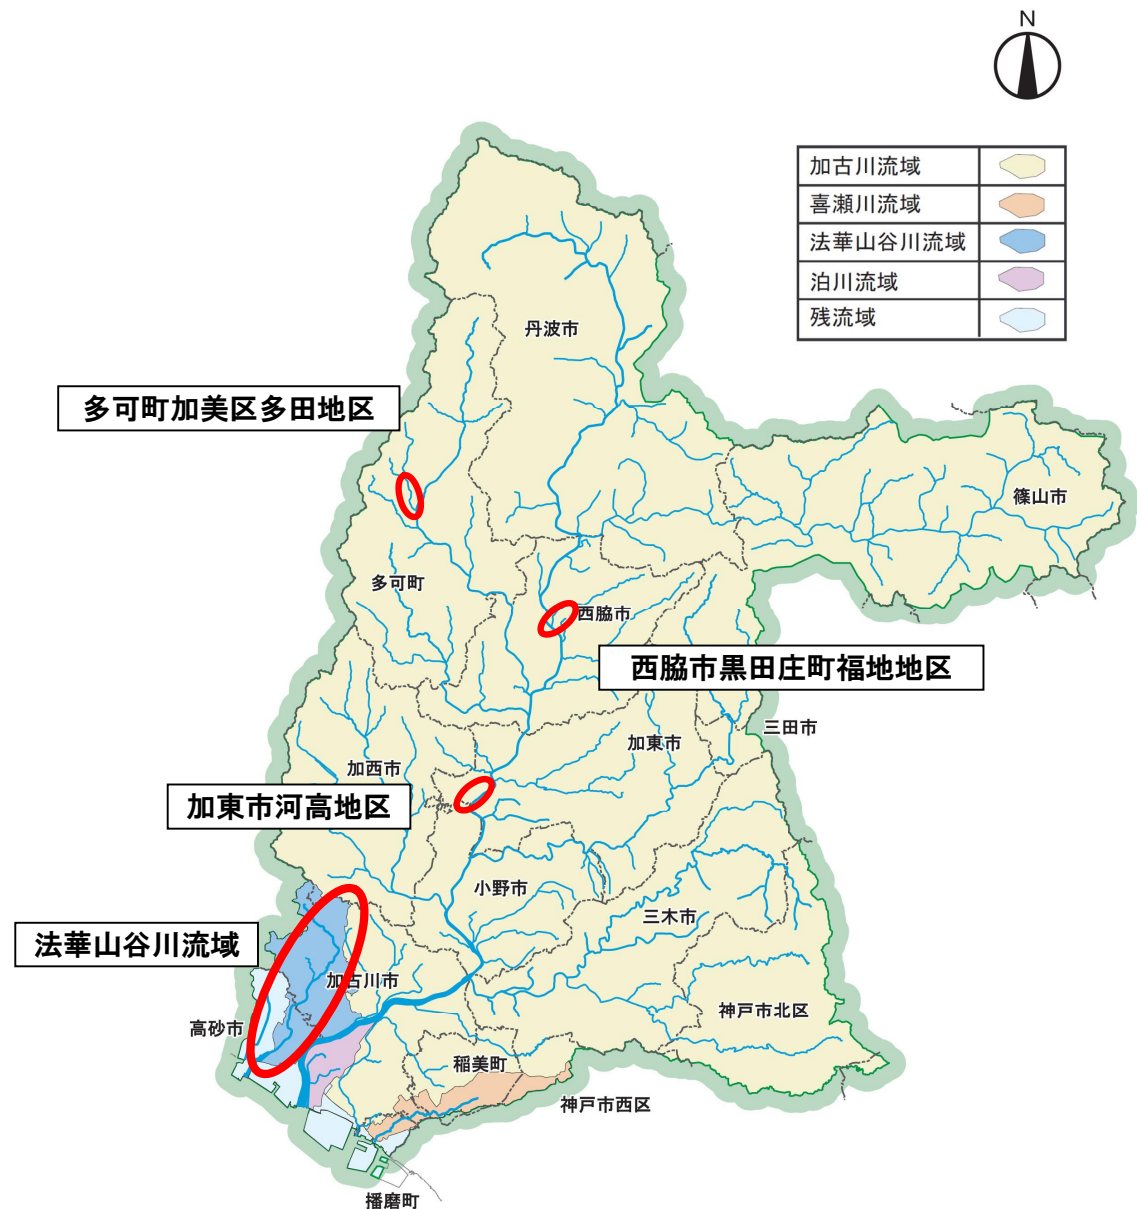 N
加古川流域
喜瀬川流域
法華山谷川流域
泊川流域
残流域
丹波市
多可町加美区多田地区
篠山市
多可町
西脇市
西脇市黒田庄町福地地区
三田市
加東市
加西市
加東市河高地区
小野市
三木市
法華山谷川流域
加古川市
神戸市北区
高砂市
稲美町
神戸市西区
播磨町